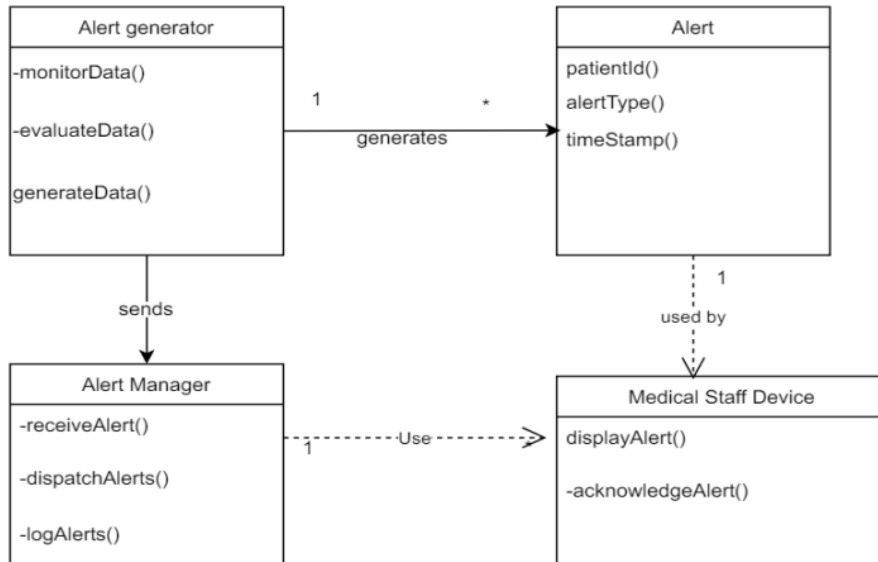 Alert generator
-monitorData()
-evaluateData()
generateData()
1
*
generates
Alert
patientId()
alertType()
timeStamp()
sends
1
used by
Alert Manager
-receiveAlert()
-dispatchAlerts()
-logAlerts()
1
Use
Medical Staff Device
displayAlert()
-acknowledgeAlert()